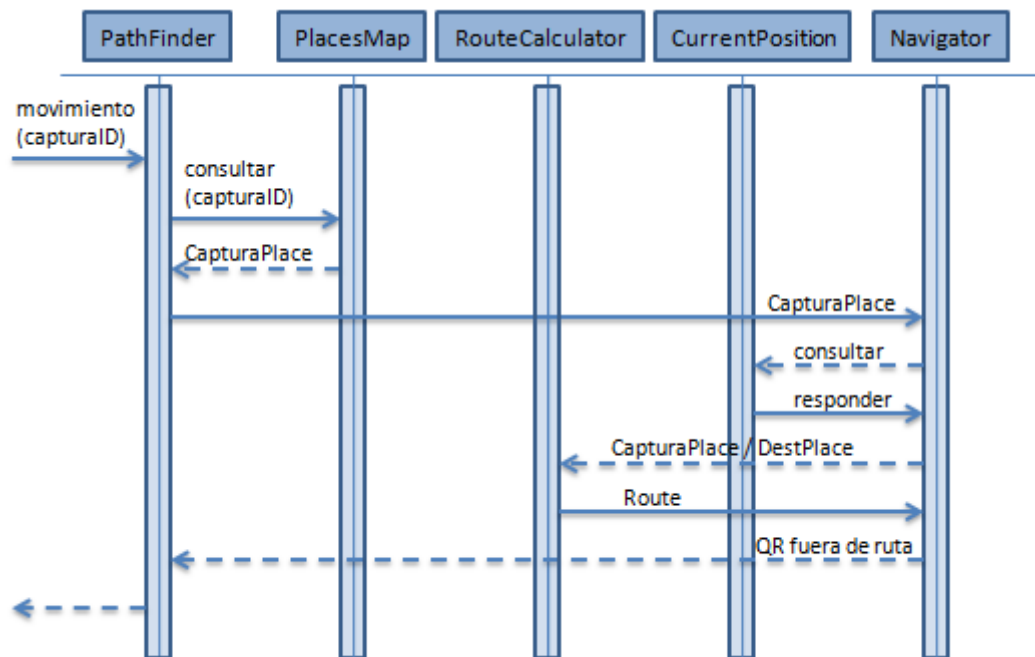 PathFinder
PlacesMap
RouteCalculator
CurrentPosition
Navigator
movimiento
(capturaID)
consultar
(capturaID)
CapturaPlace
CapturaPlace
consultar
responder
CapturaPlace / DestPlace
Route
QR fuera de ruta